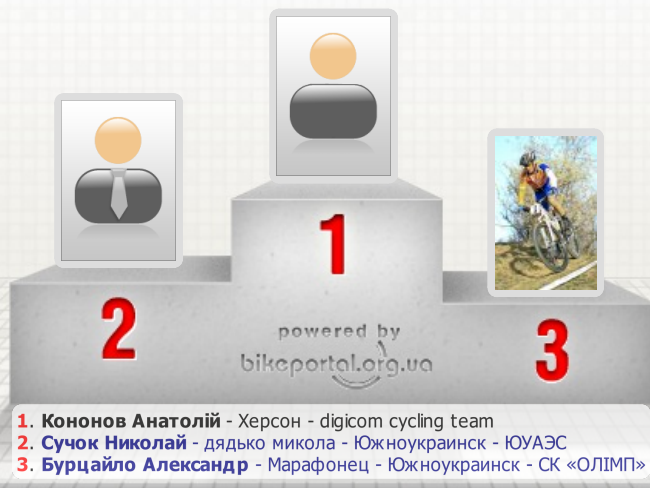 1
2
3
powered by
bikeportal.org.ua
1. Кононов Анатолій - Херсон - digicom cycling team
2. Сучок Николай - дядько микола - Южноукраинск - ЮУАЭС
3. Бурцайло Александр - Марафонец - Южноукраинск - СК «ОЛІМП»